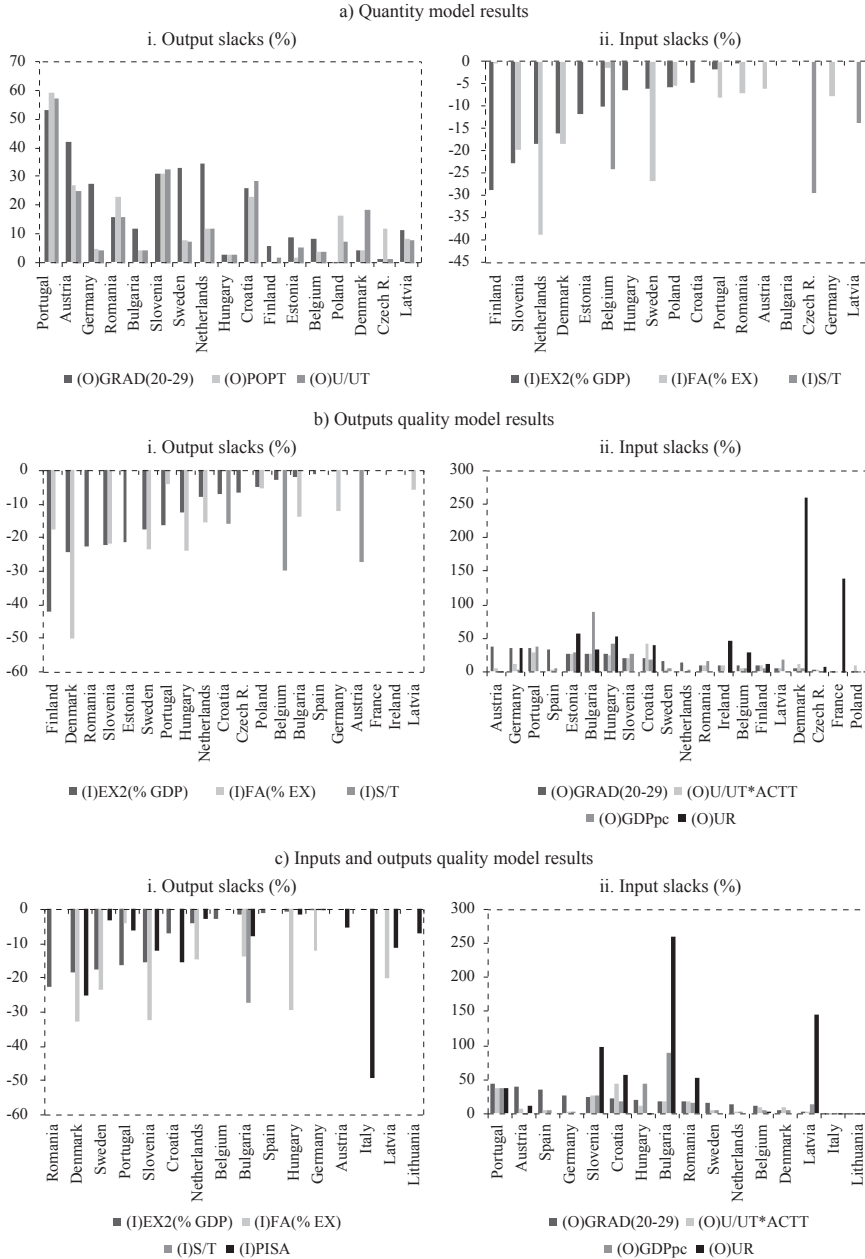 a) Quantity model results
i. Output slacks (%)
70
60
50
40
30
20
10
0
Portugal
Austria
Germany
Romania
Bulgaria
Slovenia
Sweden
Netherlands
Hungary
Croatia
Finland
Estonia
Belgium
Poland
Denmark
Czech R.
Latvia
(O)GRAD(20-29) (O)POPT (O)U/UT
ii. Input slacks (%)
0
-5
-10
-15
-20
-25
-30
-35
-40
-45
Finland
Slovenia
Netherlands
Denmark
Estonia
Belgium
Hungary
Sweden
Poland
Croatia
Portugal
Romania
Austria
Bulgaria
Czech R.
Germany
Latvia
(I)EX2(% GDP) (I)FA(% EX) (I)S/T
b) Outputs quality model results
i. Output slacks (%)
0
-10
-20
-30
-40
-50
-60
Finland
Denmark
Romania
Slovenia
Estonia
Sweden
Portugal
Hungary
Netherlands
Croatia
Czech R.
Poland
Belgium
Bulgaria
Spain
Germany
Austria
France
Ireland
Latvia
(I)EX2(% GDP) (I)FA(% EX) (I)S/T
ii. Input slacks (%)
300
250
200
150
100
50
0
Austria
Germany
Portugal
Spain
Estonia
Bulgaria
Hungary
Slovenia
Croatia
Sweden
Netherlands
Romania
Ireland
Belgium
Finland
Latvia
Denmark
Czech R.
France
Poland
(O)GRAD(20-29) (O)U/UT*ACTT
(O)GDPpc (O)UR
c) Inputs and outputs quality model results
i. Output slacks (%)
0
-10
-20
-30
-40
-50
-60
Romania
Denmark
Sweden
Portugal
Slovenia
Croatia
Netherlands
Belgium
Bulgaria
Spain
Hungary
Germany
Austria
Italy
Latvia
Lithuania
(I)EX2(% GDP) (I)FA(% EX)
(I)S/T (I)PISA
ii. Input slacks (%)
300
250
200
150
100
50
0
Portugal
Austria
Spain
Germany
Slovenia
Croatia
Hungary
Bulgaria
Romania
Sweden
Netherlands
Belgium
Denmark
Latvia
Italy
Lithuania
(O)GRAD(20-29) (O)U/UT*ACTT
(O)GDPpc (O)UR